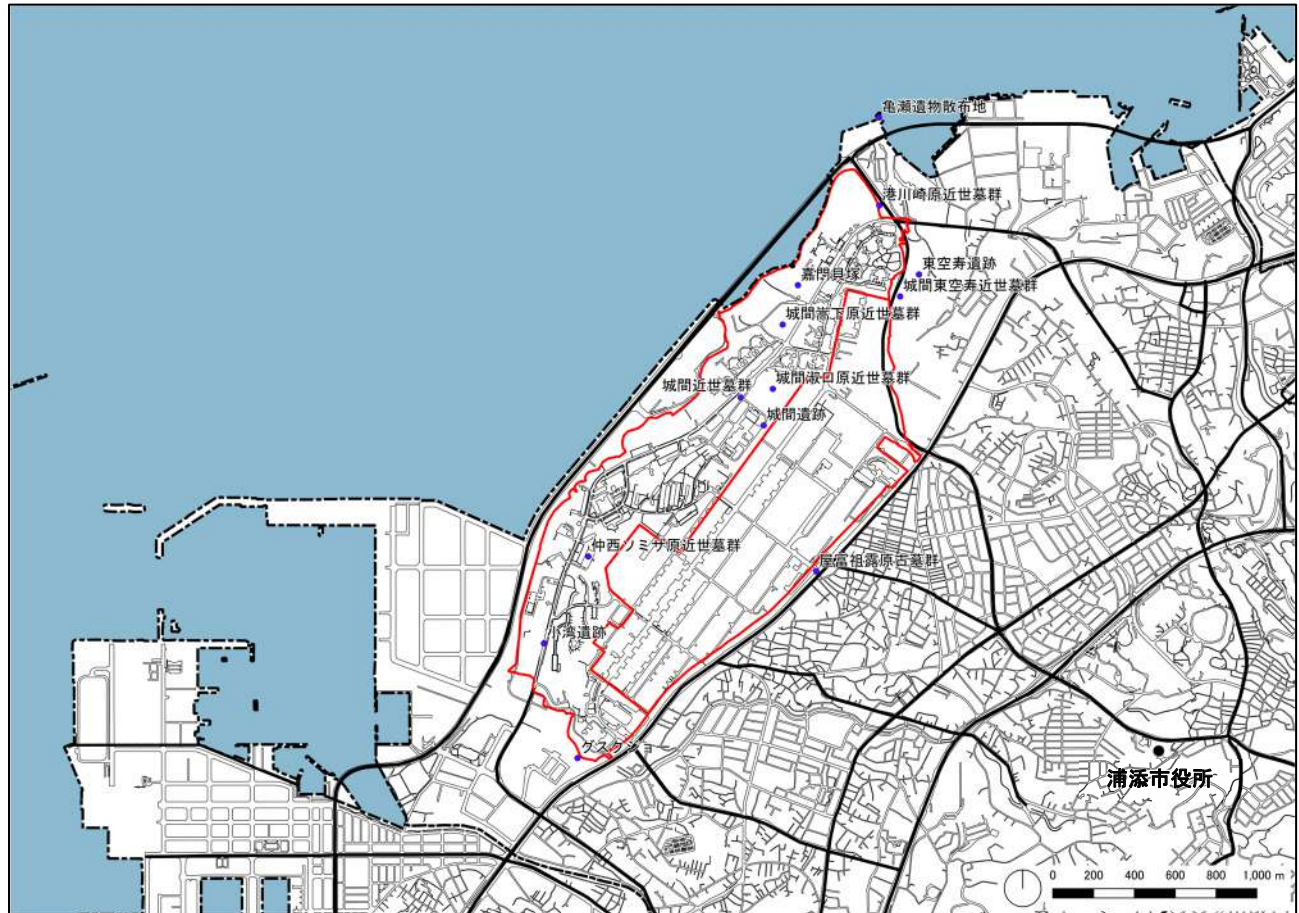 亀瀬遺物散布地
港川崎原近世墓群
東空寿遺跡
嘉門貝塚
城間東空寿近世墓群
城間嵩下原近世墓群
城間淑口原近世墓群
城間近世墓群
城間遺跡
仲西ソミザ原近世墓群
屋富祖露原古墓群
小湾遺跡
グスクジョー
浦添市役所
0 200 400 600 800 1,000 m